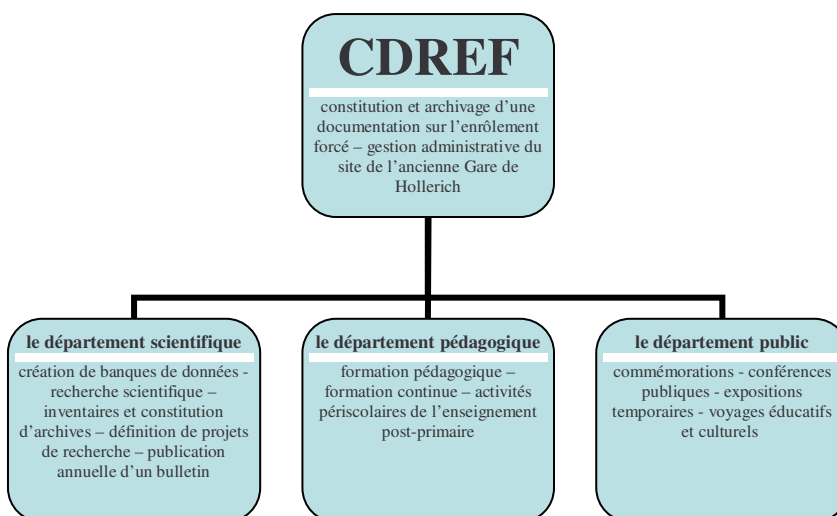 CDREF
constitution et archivage d’une
documentation sur l’enrôlement
forcé – gestion administrative du
site de l’ancienne Gare de
Hollerich
le département scientifique
création de banques de données -
recherche scientifique –
inventaires et constitution
d’archives – définition de projets
de recherche – publication
annuelle d’un bulletin
le département pédagogique
formation pédagogique –
formation continue – activités
périscolaires de l’enseignement
post-primaire
le département public
commémorations - conférences
publiques - expositions
temporaires - voyages éducatifs
et culturels